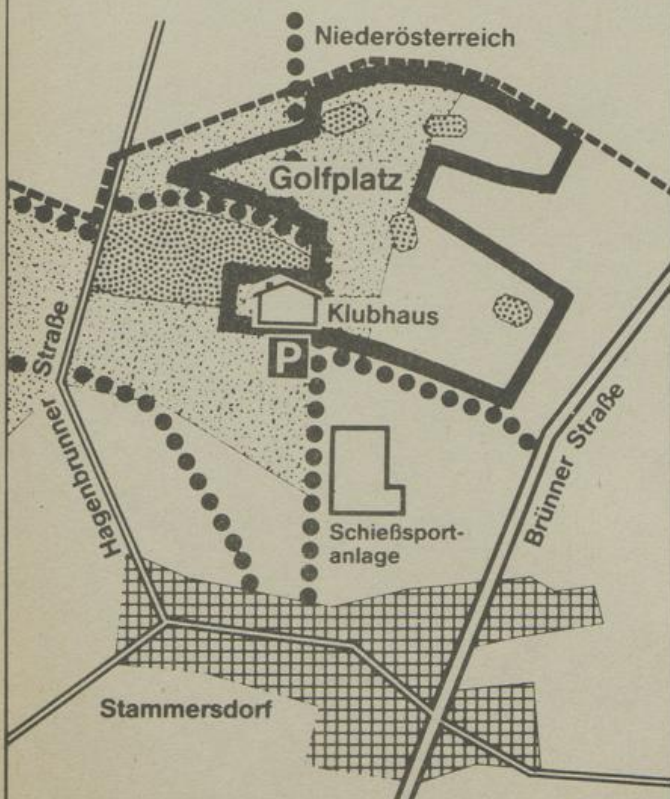 Niederösterreich
Golfplatz
Klubhaus
P
Hagenbrunner Straße
Brünner Straße
Schießsport-
anlage
Stammersdorf